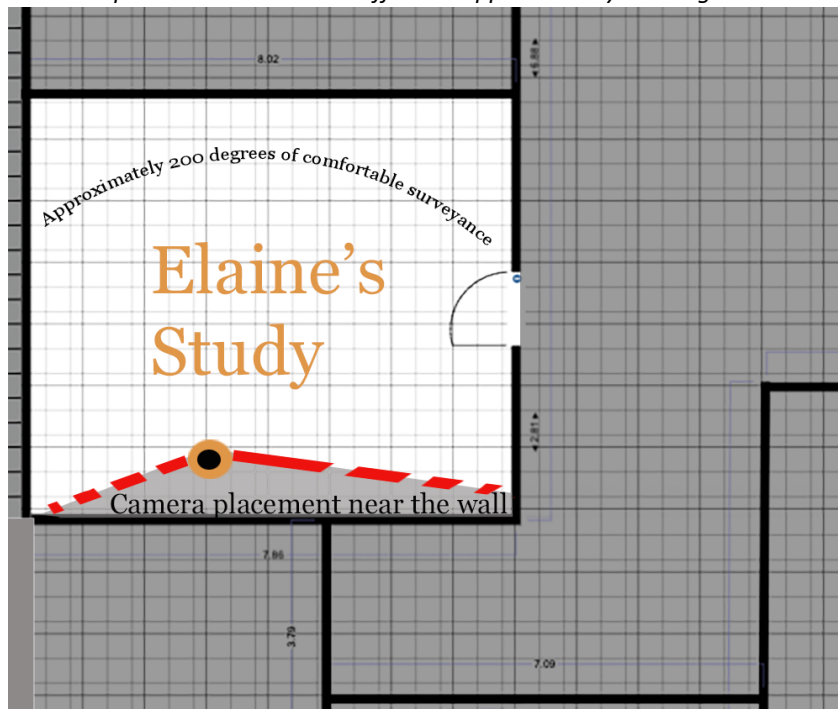 8.02
6.88
Approximately 200 degrees of comfortable surveyance
Elaine's
Study
2.81
Camera placement near the wall
7.86
3.79
7.09